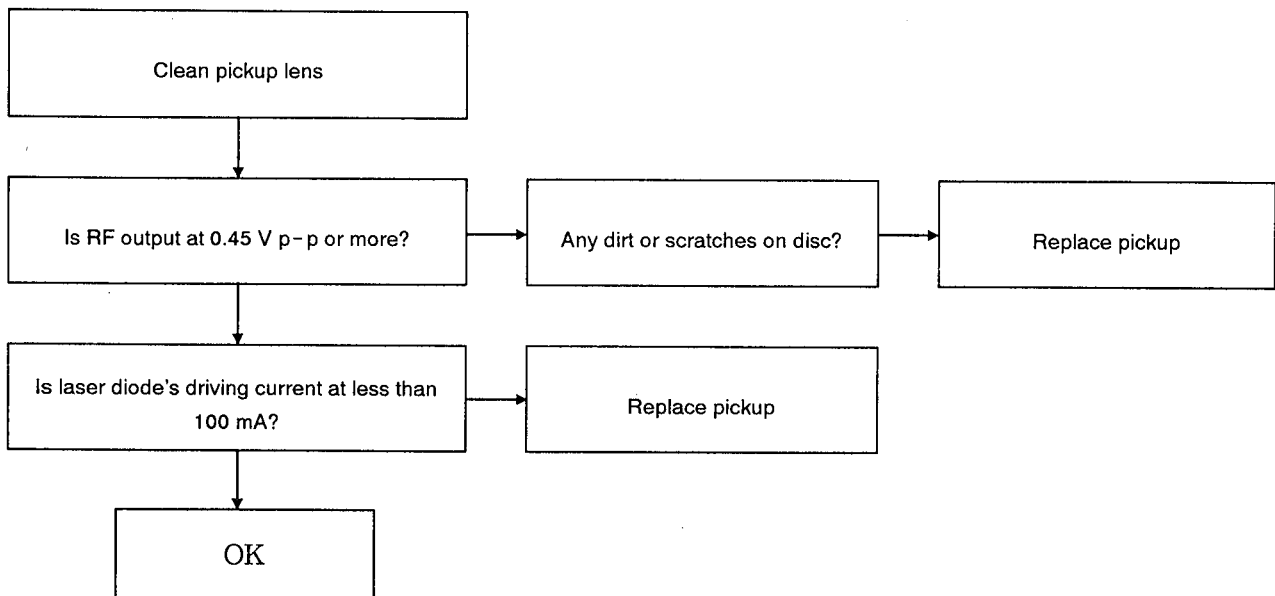 Clean pickup lens
Is RF output at 0.45 V p-p or more?
Any dirt or scratches on disc?
Replace pickup
Is laser diode's driving current at less than
100 mA?
Replace pickup
OK